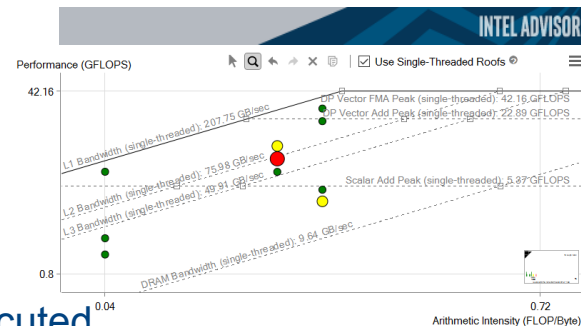 INTEL ADVISOR
Performance (GFLOPS)
Use Single-Threaded Roofs
42.16
DP Vector FMA Peak (single-threaded): 42.16 GFLOPS
DP Vector Add Peak (single-threaded): 22.89 GFLOPS
L1 Bandwidth (single-threaded): 207.75 GB/sec
L2 Bandwidth (single-threaded): 75.98 GB/sec
Scalar Add Peak (single-threaded): 5.27 GFLOPS
L3 Bandwidth (single-threaded): 49.91 GB/sec
DRAM Bandwidth (single-threaded): 9.64 GB/sec
0.8
0.04
0.72
cuted
Arithmetic Intensity (FLOP/Byte)